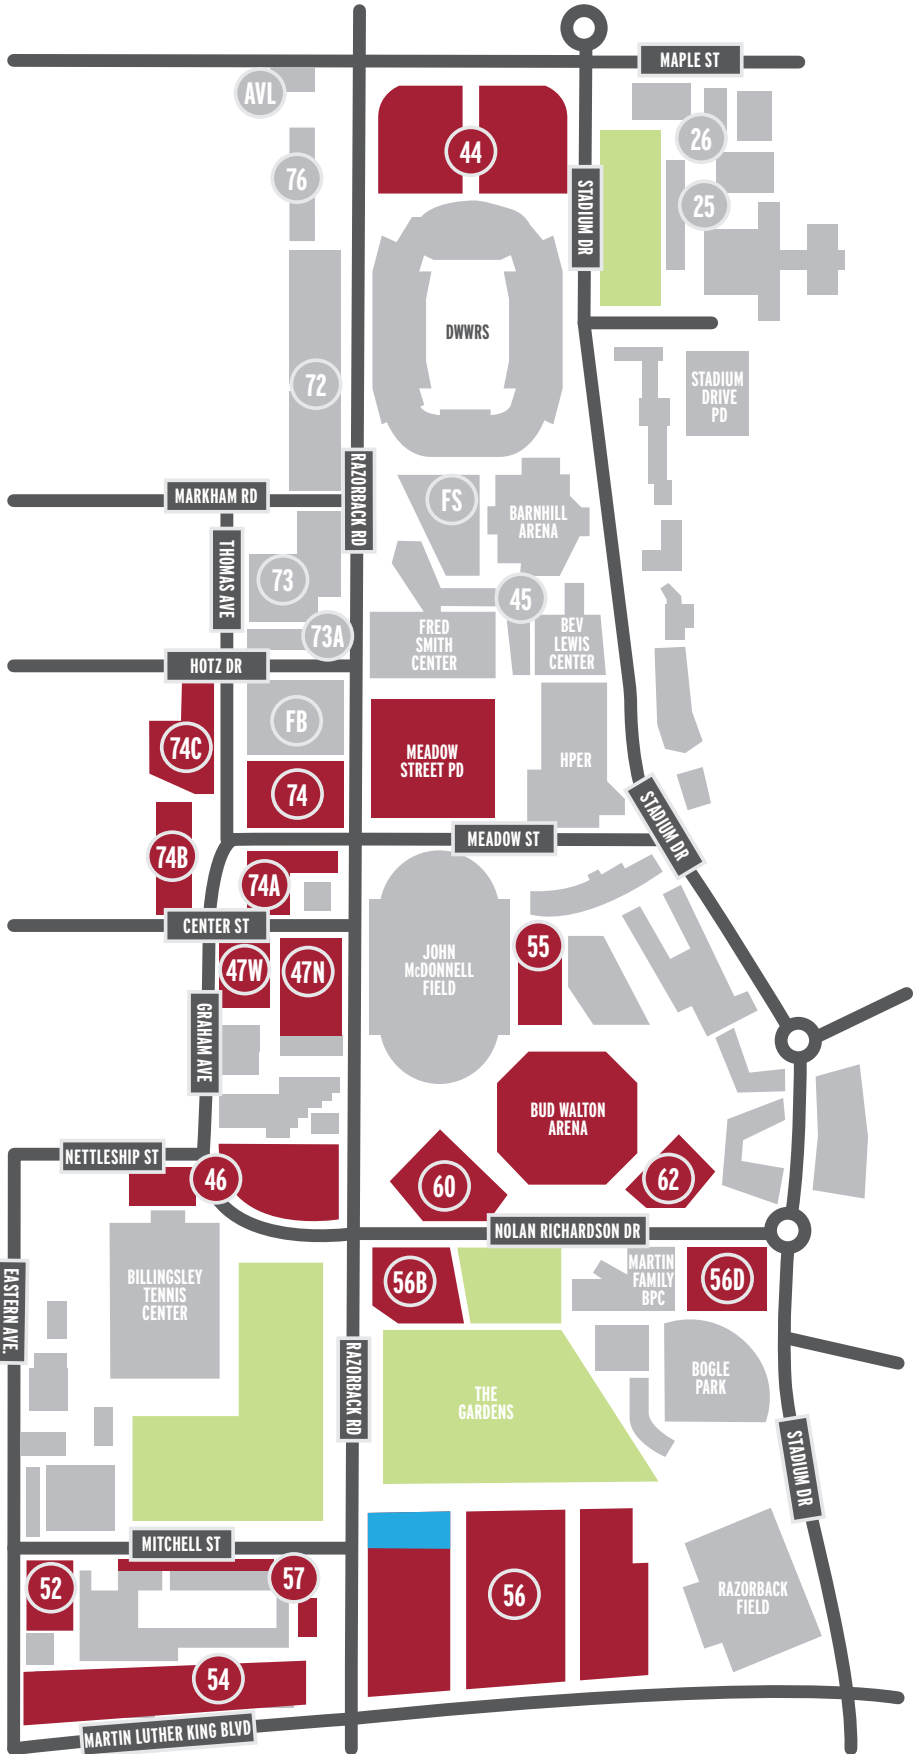 MAPLE ST
AVL
26
44
76
25
STADIUM DR
DWWRS
72
STADIUM
DRIVE
PD
MARKHAM RD
RAZORBACK RD
FS
BARNHILL
ARENA
THOMAS AVE
73
45
73A
FRED
SMITH
CENTER
BEV
LEWIS
CENTER
HOTZ DR
FB
74C
MEADOW
STREET PD
HPER
74
STADIUM DR
MEADOW ST
74B
74A
CENTER ST
55
47W
47N
JOHN
McDONNELL
FIELD
GRAHAM AVE
BUD WALTON
ARENA
NETTLESHIP ST
46
60
62
NOLAN RICHARDSON DR
EASTERN AVE.
BILLINGSLEY
TENNIS
CENTER
56B
MARTIN
FAMILY
BPC
56D
RAZORBACK RD
THE
GARDENS
BOGLE
PARK
STADIUM DR
MITCHELL ST
52
57
56
RAZORBACK
FIELD
54
MARTIN LUTHER KING BLVD